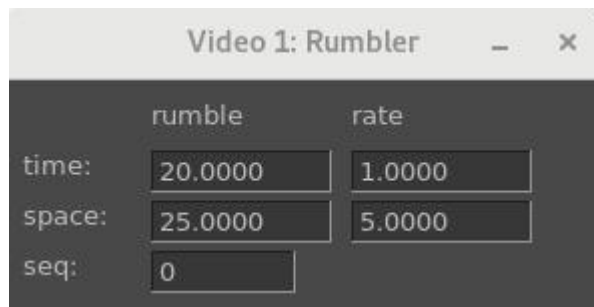 Video 1: Rumbler
rumble rate
time: 20.0000 1.0000
space: 25.0000 5.0000
seq: 0